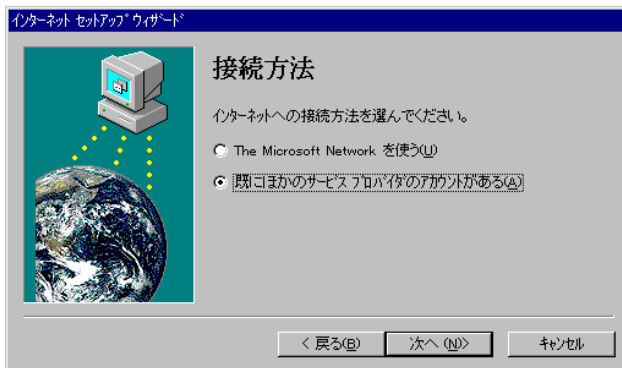 インターネット セットアップ ウィザード
接続方法
インターネットへの接続方法を選んでください。
The Microsoft Network を使う(U)
既にほかのサービス プロバイダのアカウントがある(A)
< 戻る(B) 次へ (N)> キャンセル